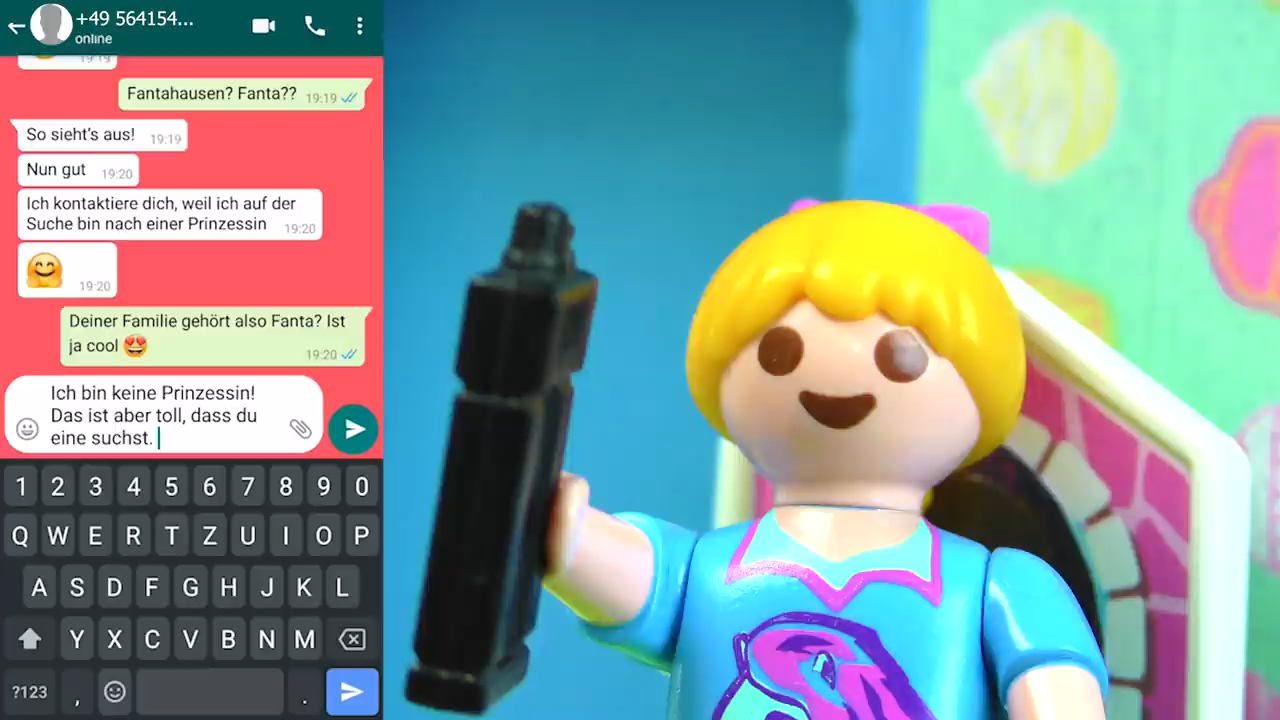 +49 564154...
online
19:19
Fantahausen? Fanta?? 19:19
So sieht's aus! 19:19
Nun gut 19:20
Ich kontaktiere dich, weil ich auf der
Suche bin nach einer Prinzessin 19:20
19:20
Deiner Familie gehört also Fanta? Ist
ja cool 😍 19:20
Ich bin keine Prinzessin!
Das ist aber toll, dass du
eine suchst.
1 2 3 4 5 6 7 8 9 0
Q W E R T Z U I O P
A S D F G H J K L
Y X C V B N M
?123 , .